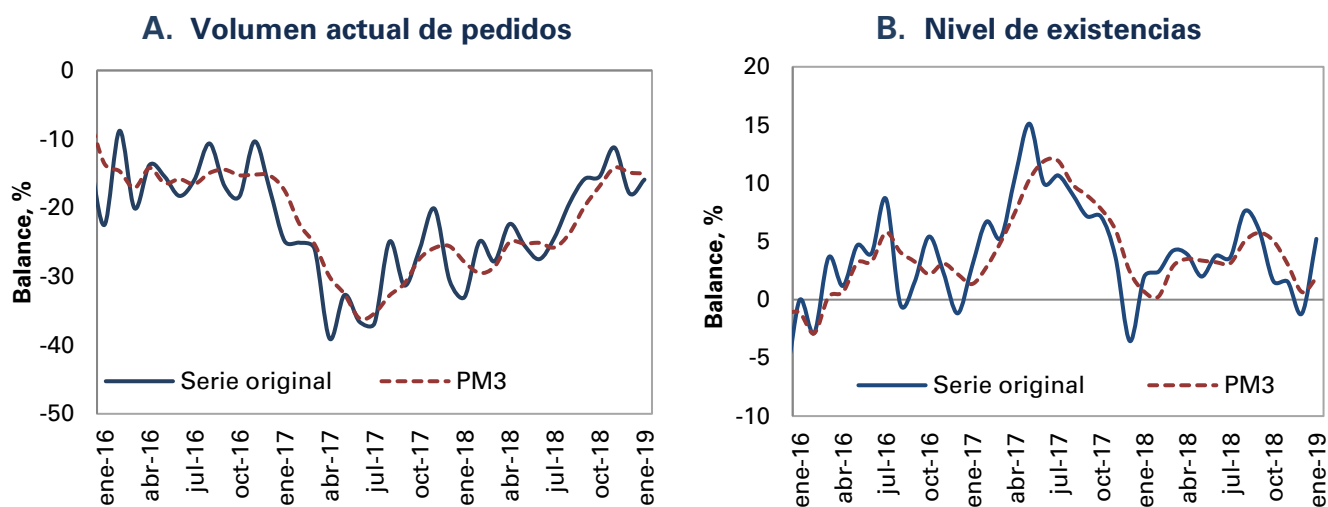 A. Volumen actual de pedidos
Balance, %
0
-10
-20
-30
-40
-50
Serie original
PM3
ene-16
abr-16
jul-16
oct-16
ene-17
abr-17
jul-17
oct-17
ene-18
abr-18
jul-18
oct-18
ene-19
B. Nivel de existencias
Balance, %
20
15
10
5
0
-5
-10
Serie original
PM3
ene-16
abr-16
jul-16
oct-16
ene-17
abr-17
jul-17
oct-17
ene-18
abr-18
jul-18
oct-18
ene-19